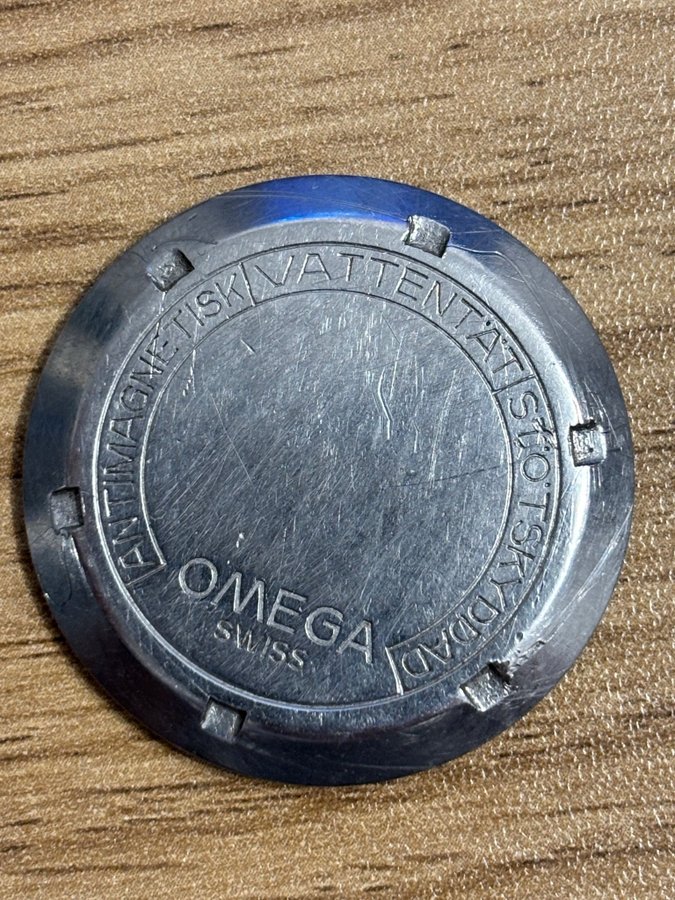 ANTIMAGNETISK VATTENTÄT STÖTSKYDDAD
OMEGA
SWISS